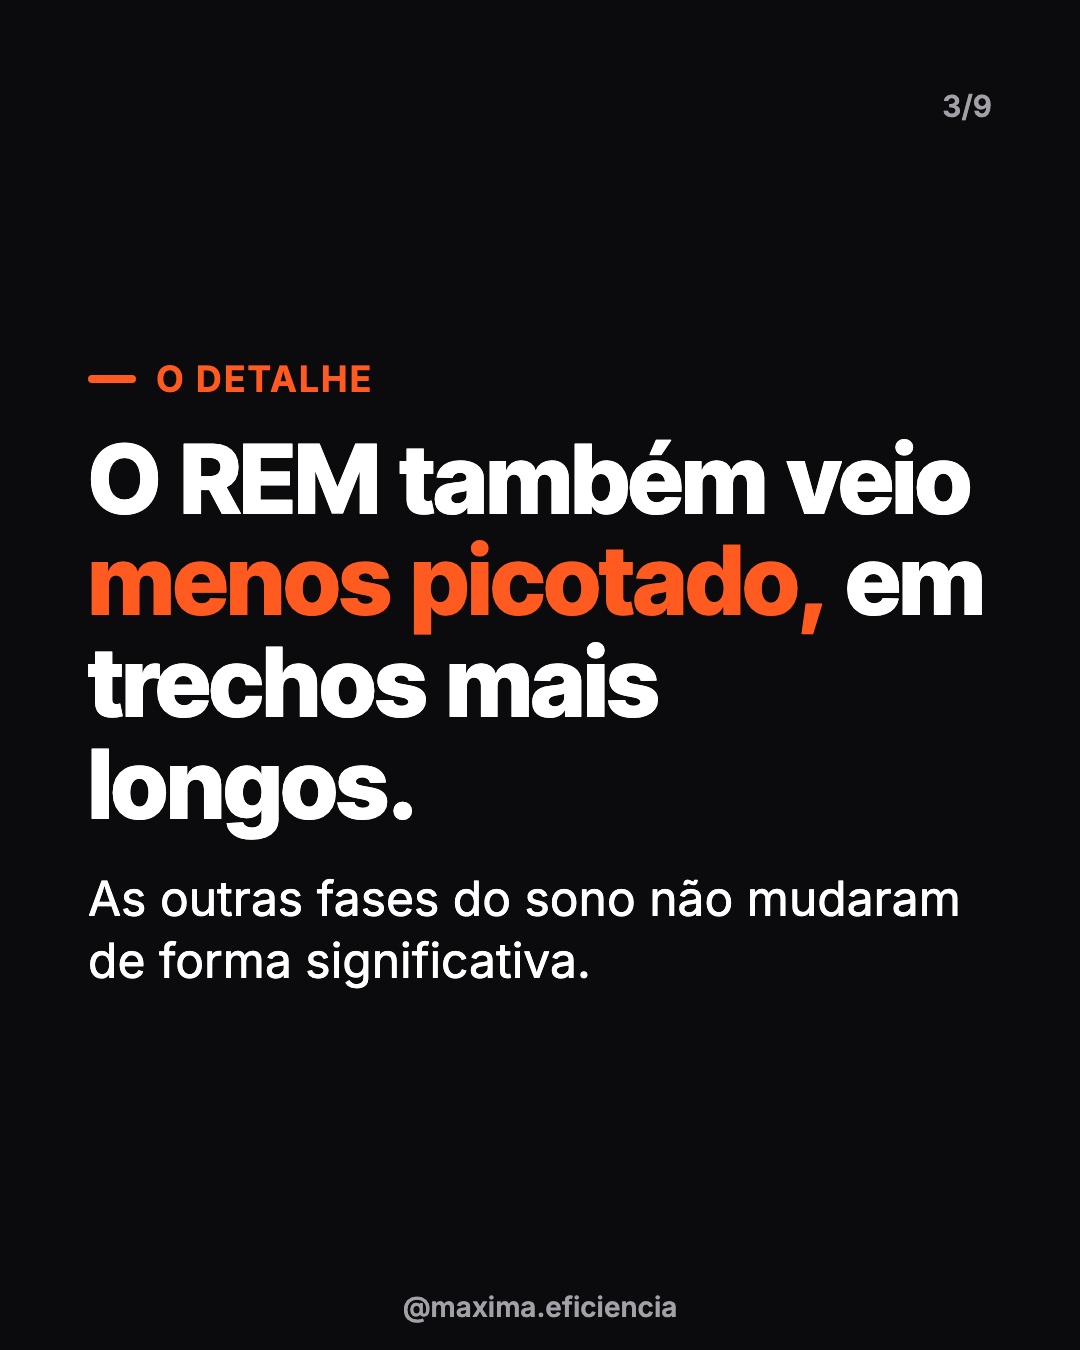 3/9
O DETALHE
O REM também veio
menos picotado, em
trechos mais
longos.
As outras fases do sono não mudaram
de forma significativa.
@maxima.eficiencia